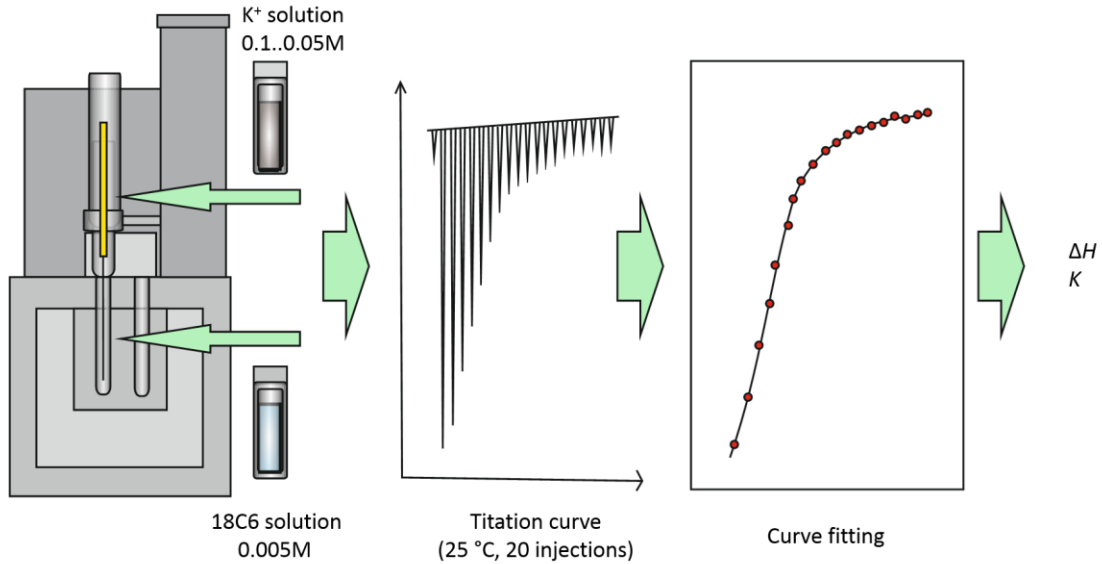 K⁺ solution
0.1..0.05M
18C6 solution
0.005M
Titation curve
(25 °C, 20 injections)
Curve fitting
ΔH
K